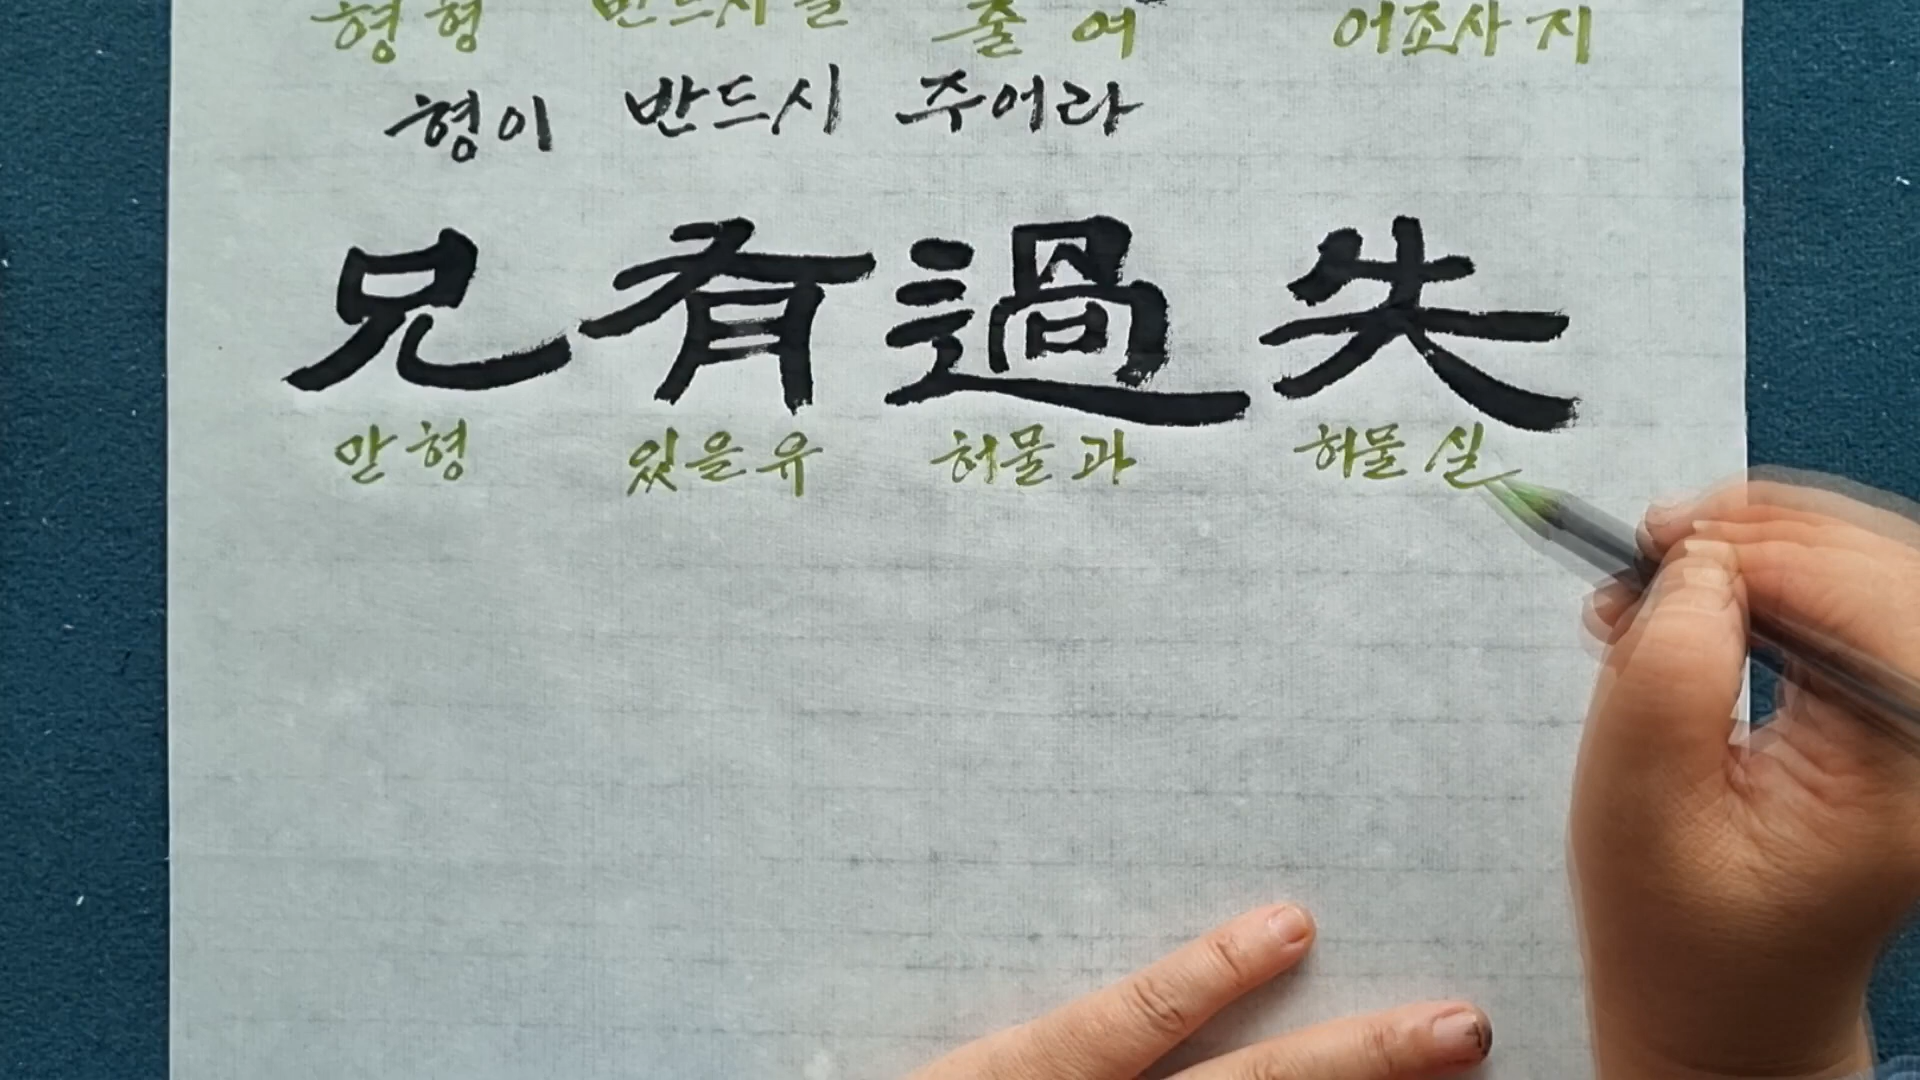 형 형 반드시 필 줄 여 어조사 지
형이 반드시 주어라
兄有過失
맏 형 있을 유 허물 과 허물 실